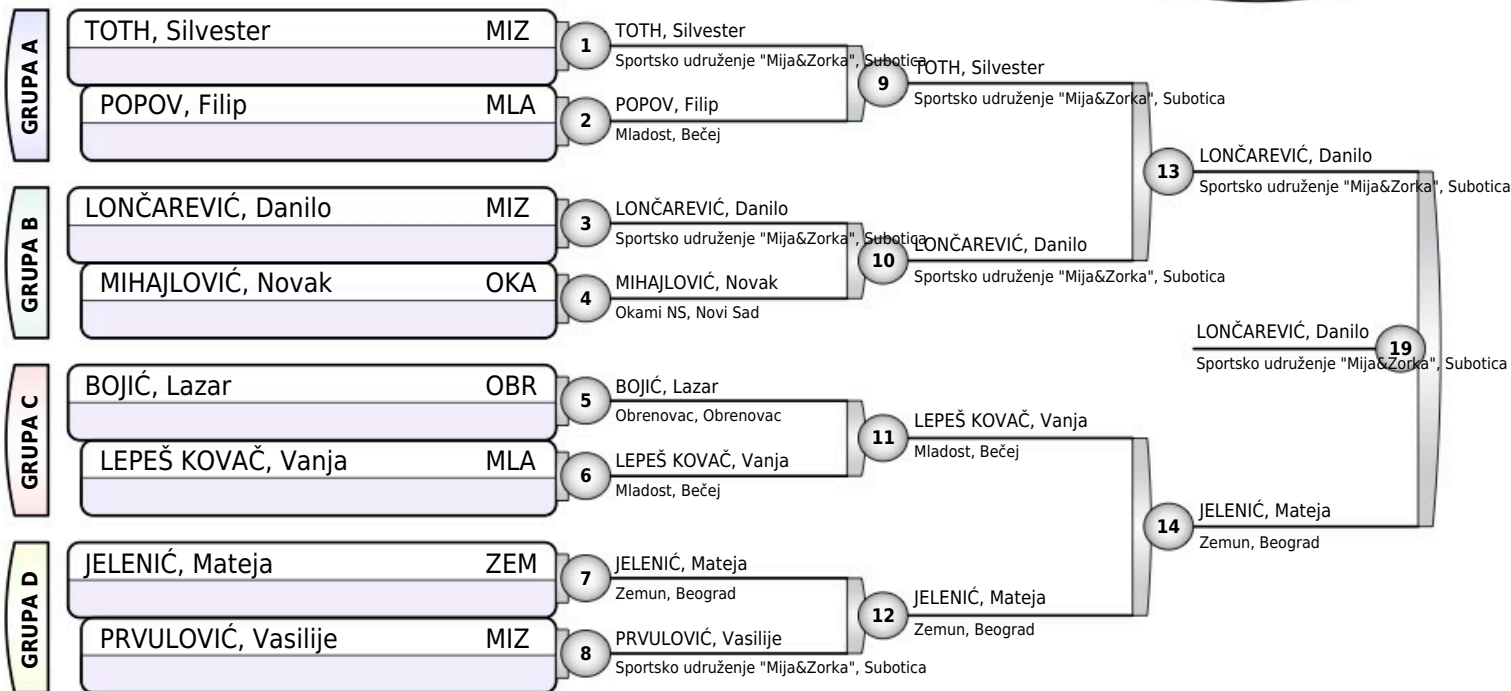 GRUPA A
TOTH, Silvester MIZ
POPOV, Filip MLA
1
TOTH, Silvester
Sportsko udruženje "Mija&Zorka", Subotica
2
POPOV, Filip
Mladost, Bečej
9
TOTH, Silvester
Sportsko udruženje "Mija&Zorka", Subotica
GRUPA B
LONČAREVIĆ, Danilo MIZ
MIHAJLOVIĆ, Novak OKA
3
LONČAREVIĆ, Danilo
Sportsko udruženje "Mija&Zorka", Subotica
4
MIHAJLOVIĆ, Novak
Okami NS, Novi Sad
10
LONČAREVIĆ, Danilo
Sportsko udruženje "Mija&Zorka", Subotica
13
LONČAREVIĆ, Danilo
Sportsko udruženje "Mija&Zorka", Subotica
GRUPA C
BOJIĆ, Lazar OBR
LEPEŠ KOVAČ, Vanja MLA
5
BOJIĆ, Lazar
Obrenovac, Obrenovac
6
LEPEŠ KOVAČ, Vanja
Mladost, Bečej
11
LEPEŠ KOVAČ, Vanja
Mladost, Bečej
GRUPA D
JELENIĆ, Mateja ZEM
PRVULOVIĆ, Vasilije MIZ
7
JELENIĆ, Mateja
Zemun, Beograd
8
PRVULOVIĆ, Vasilije
Sportsko udruženje "Mija&Zorka", Subotica
12
JELENIĆ, Mateja
Zemun, Beograd
14
JELENIĆ, Mateja
Zemun, Beograd
LONČAREVIĆ, Danilo
19
Sportsko udruženje "Mija&Zorka", Subotica